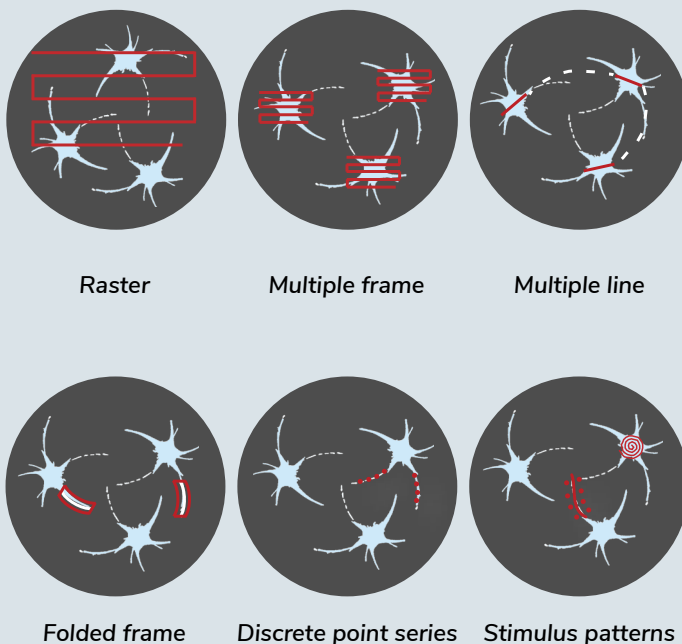 Raster
Multiple frame
Multiple line
Folded frame
Discrete point series
Stimulus patterns